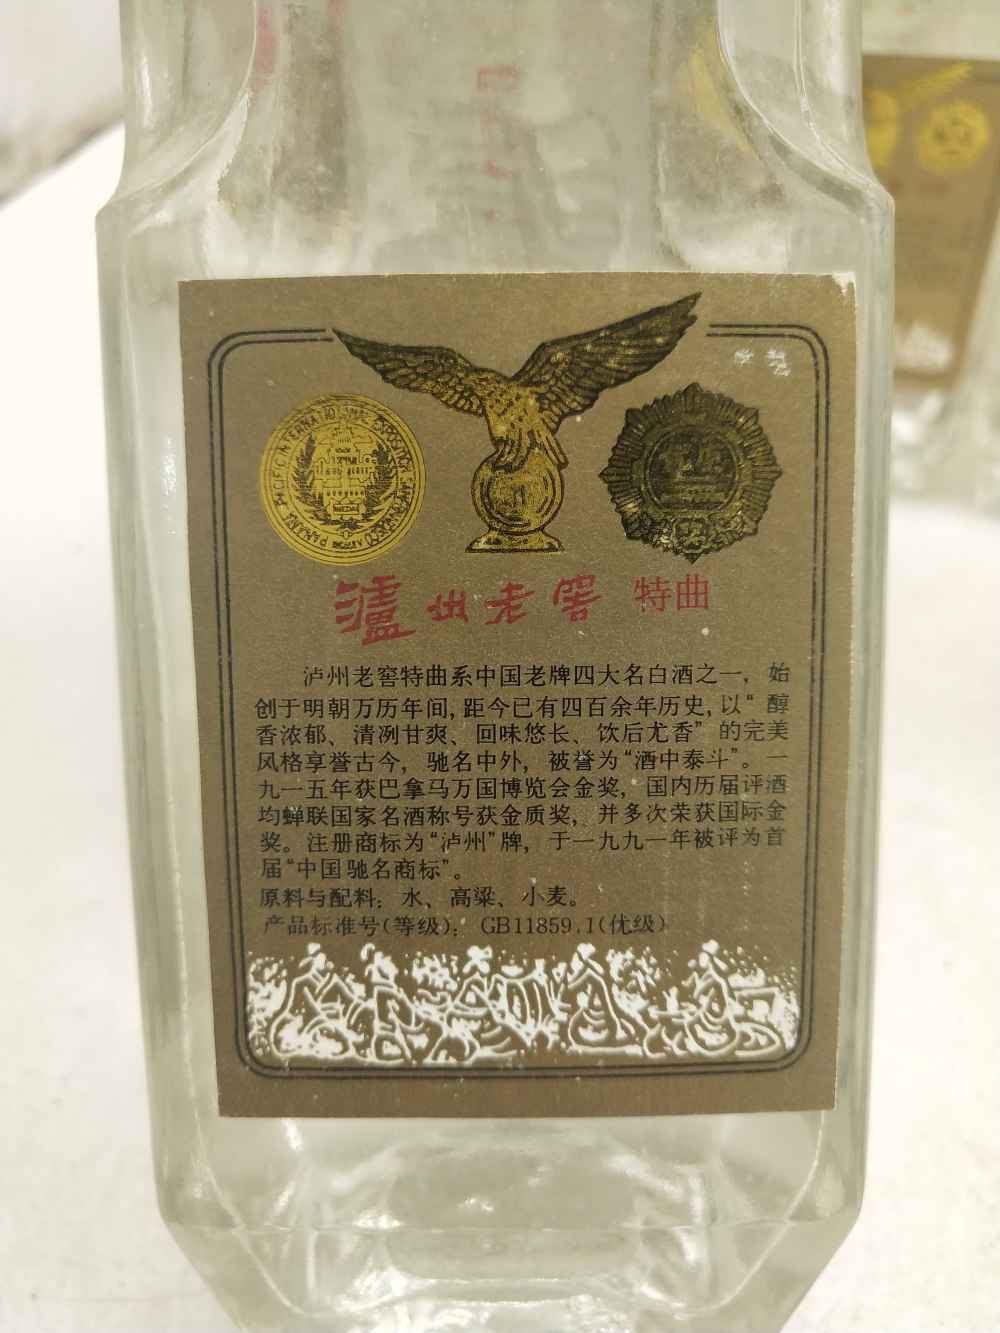 PANAMA PACIFIC INTERNATIONAL EXPOSITION SAN FRANCISCO
泸州老窖 特曲
泸州老窖特曲系中国老牌四大名白酒之一，始
创于明朝万历年间，距今已有四百余年历史，以“醇
香浓郁、清冽甘爽、回味悠长、饮后尤香”的完美
风格享誉古今，驰名中外，被誉为“酒中泰斗”。一
九一五年获巴拿马万国博览会金奖，国内历届评酒
均蝉联国家名酒称号获金质奖，并多次荣获国际金
奖。注册商标为“泸州”牌，于一九九一年被评为首
届“中国驰名商标”。
原料与配料：水、高粱、小麦。
产品标准号(等级)：GB11859.1(优级)